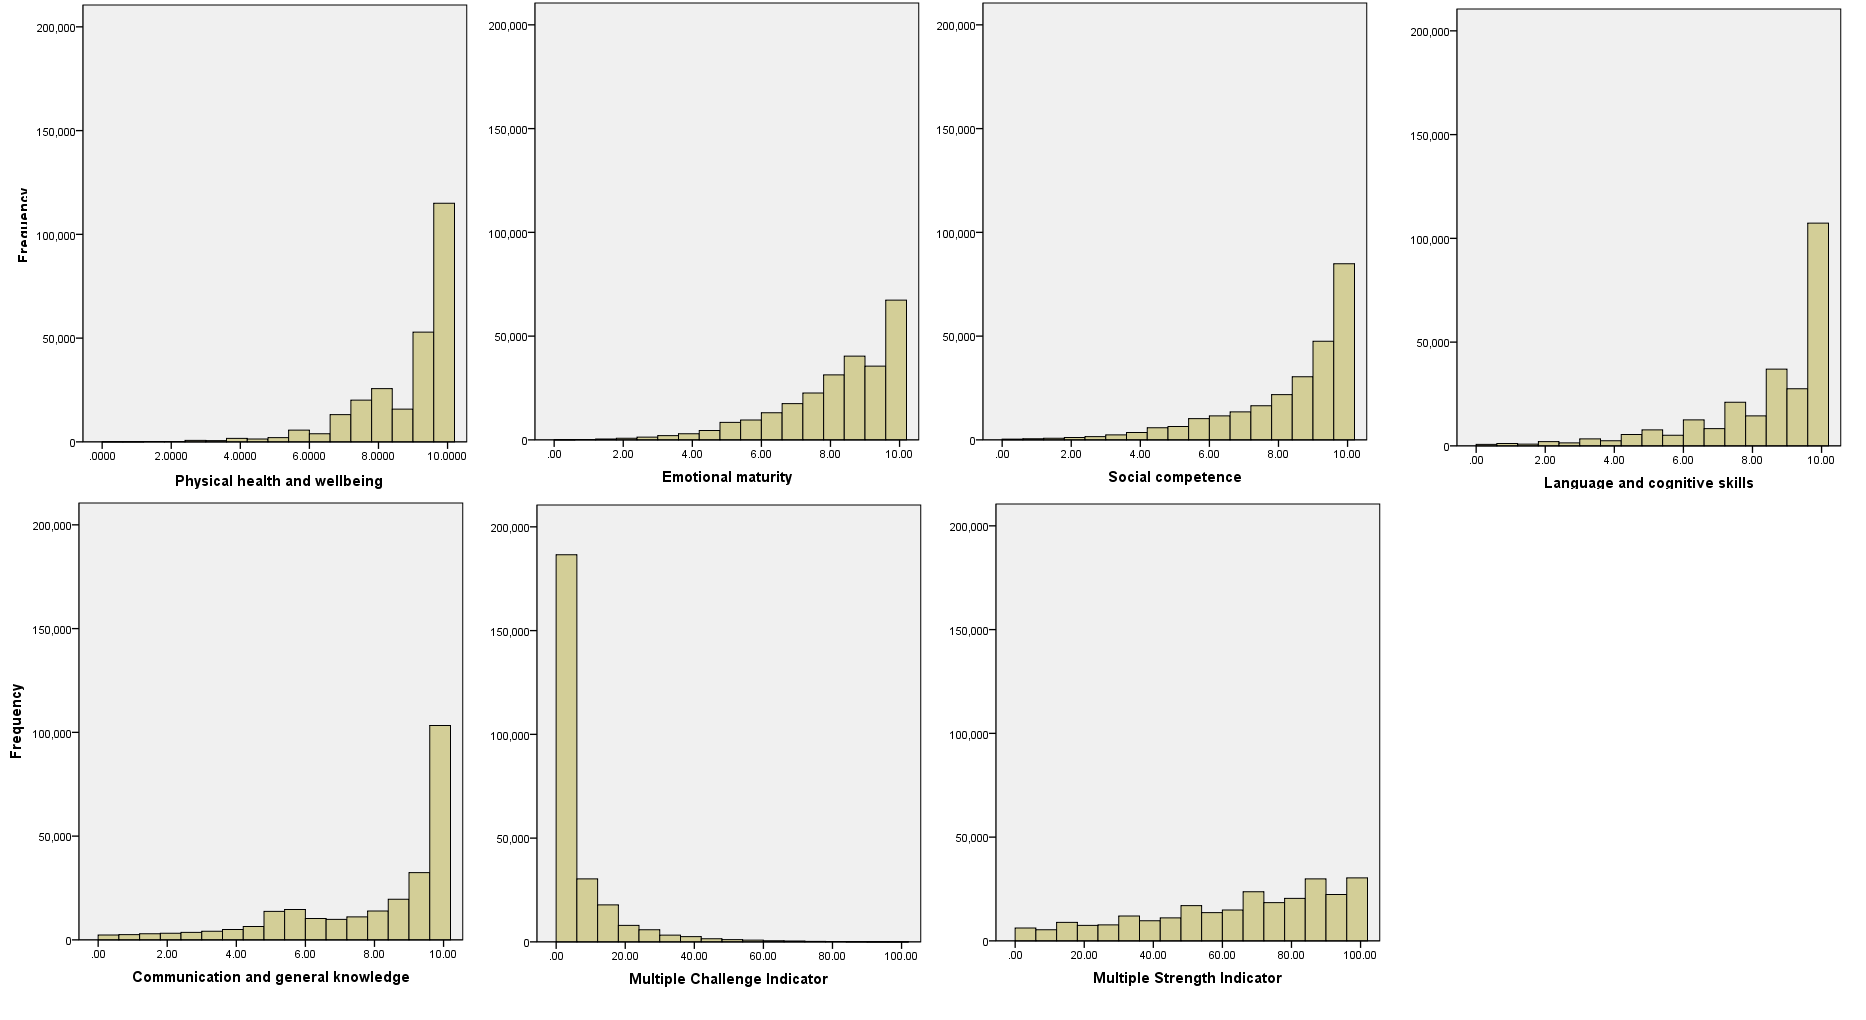 200,000
150,000
100,000
50,000
0
Frequency
.0000 2.0000 4.0000 6.0000 8.0000 10.0000
Physical health and wellbeing
200,000
150,000
100,000
50,000
0
.00 2.00 4.00 6.00 8.00 10.00
Emotional maturity
200,000
150,000
100,000
50,000
0
.00 2.00 4.00 6.00 8.00 10.00
Social competence
200,000
150,000
100,000
50,000
0
.00 2.00 4.00 6.00 8.00 10.00
Language and cognitive skills
200,000
150,000
100,000
50,000
0
Frequency
.00 2.00 4.00 6.00 8.00 10.00
Communication and general knowledge
200,000
150,000
100,000
50,000
0
.00 20.00 40.00 60.00 80.00 100.00
Multiple Challenge Indicator
200,000
150,000
100,000
50,000
0
.00 20.00 40.00 60.00 80.00 100.00
Multiple Strength Indicator